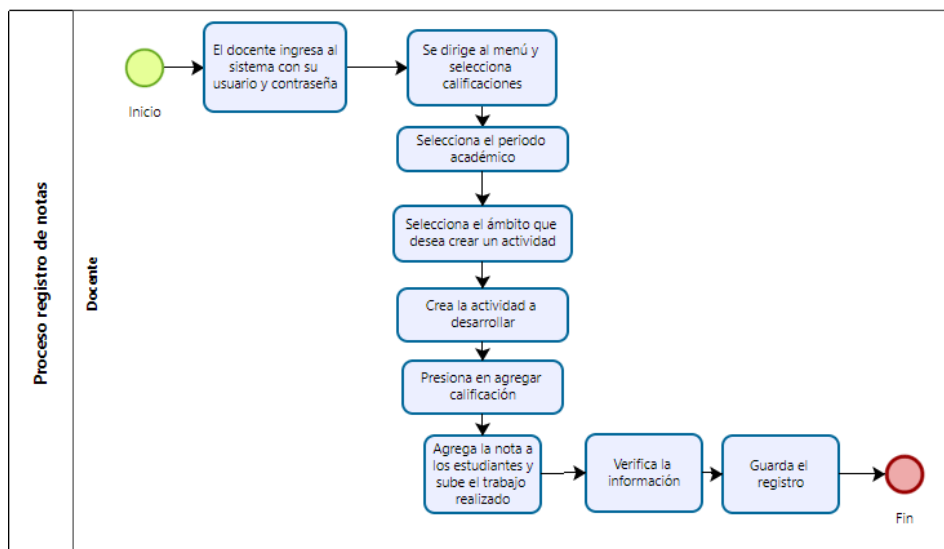 Proceso registro de notas
Docente
Inicio
El docente ingresa al
sistema con su
usuario y contraseña
Se dirige al menú y
selecciona
calificaciones
Selecciona el periodo
académico
Selecciona el ámbito que
desea crear un actividad
Crea la actividad a
desarrollar
Presiona en agregar
calificación
Agrega la nota a
los estudiantes y
sube el trabajo
realizado
Verifica la
información
Guarda el
registro
Fin